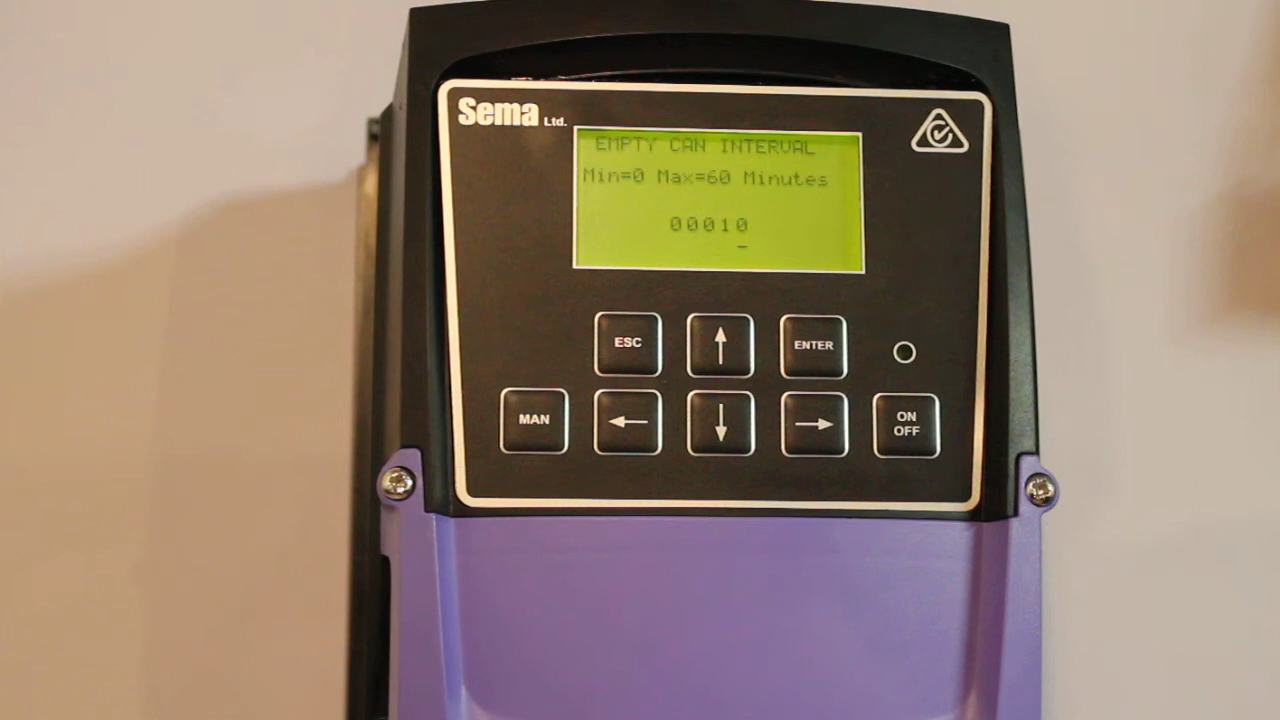 Sema Ltd.
EMPTY CAN INTERVAL
Min=0 Max=60 Minutes
00010
ESC
ENTER
MAN
ON
OFF